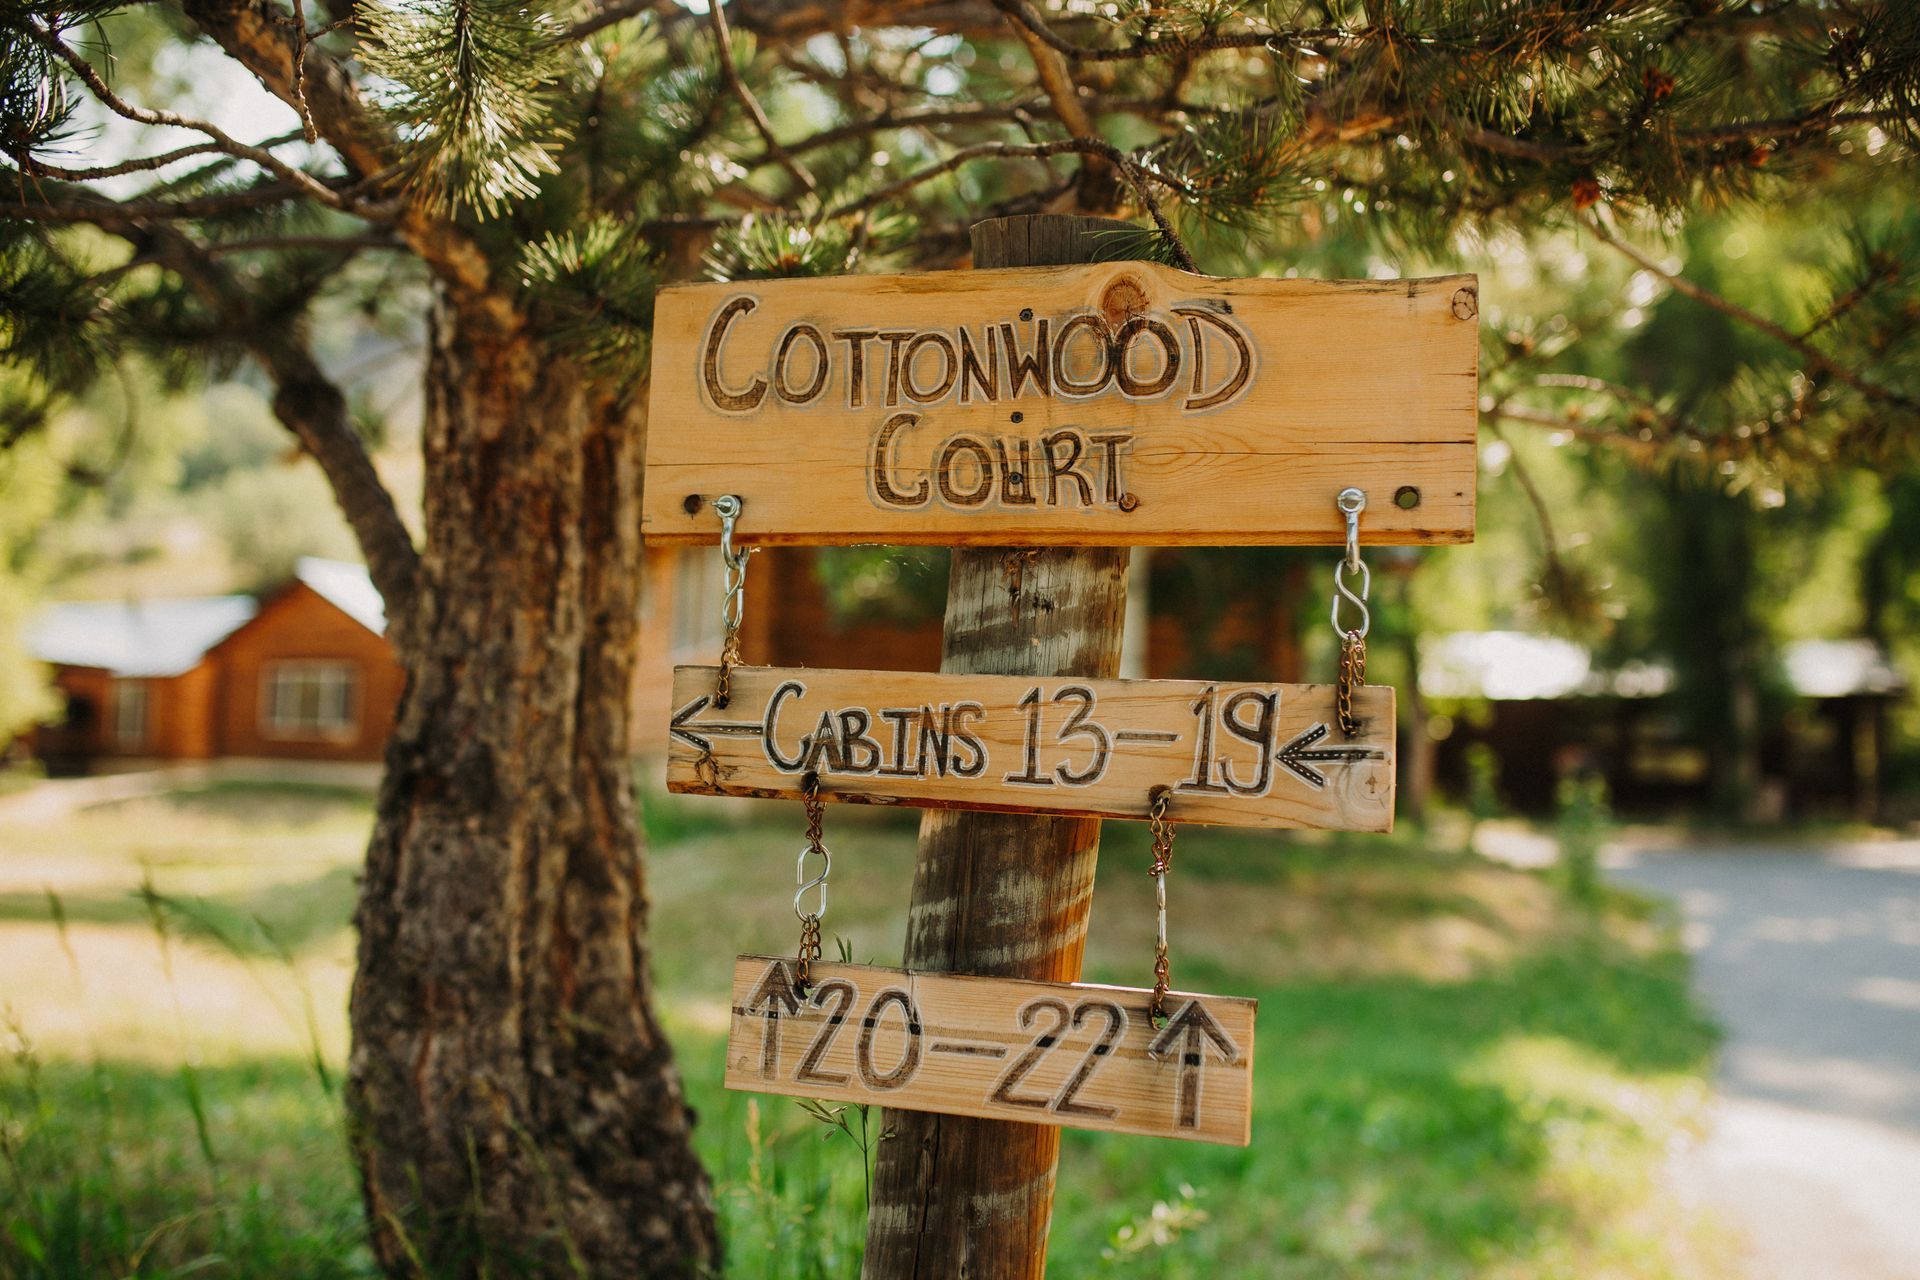 COTTONWOOD
COURT
← CABINS 13-19 ←
↑ 20-22 ↑